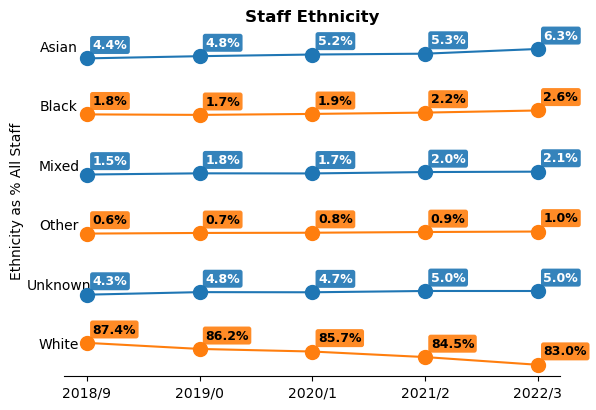 Staff Ethnicity
Ethnicity as % All Staff
Asian 4.4% 4.8% 5.2% 5.3% 6.3%
Black 1.8% 1.7% 1.9% 2.2% 2.6%
Mixed 1.5% 1.8% 1.7% 2.0% 2.1%
Other 0.6% 0.7% 0.8% 0.9% 1.0%
Unknown 4.3% 4.8% 4.7% 5.0% 5.0%
White 87.4% 86.2% 85.7% 84.5% 83.0%
2018/9 2019/0 2020/1 2021/2 2022/3